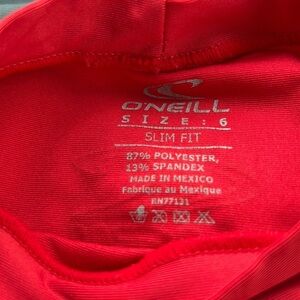 O'NEILL
SIZE: 6
SLIM FIT
87% POLYESTER,
13% SPANDEX
MADE IN MEXICO
Fabrique au Mexique
RN77131